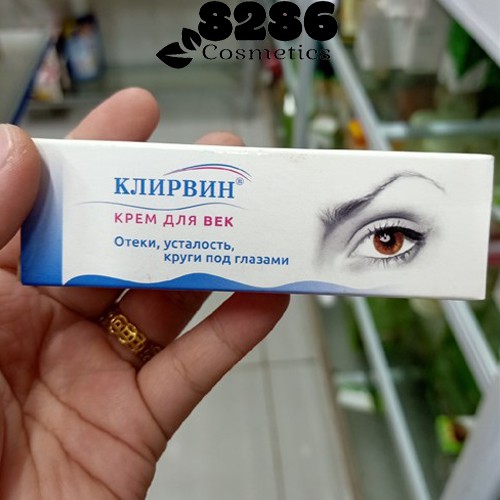 8286
Cosmetics
КЛИРВИН®
КРЕМ ДЛЯ ВЕК
Отеки, усталость,
круги под глазами